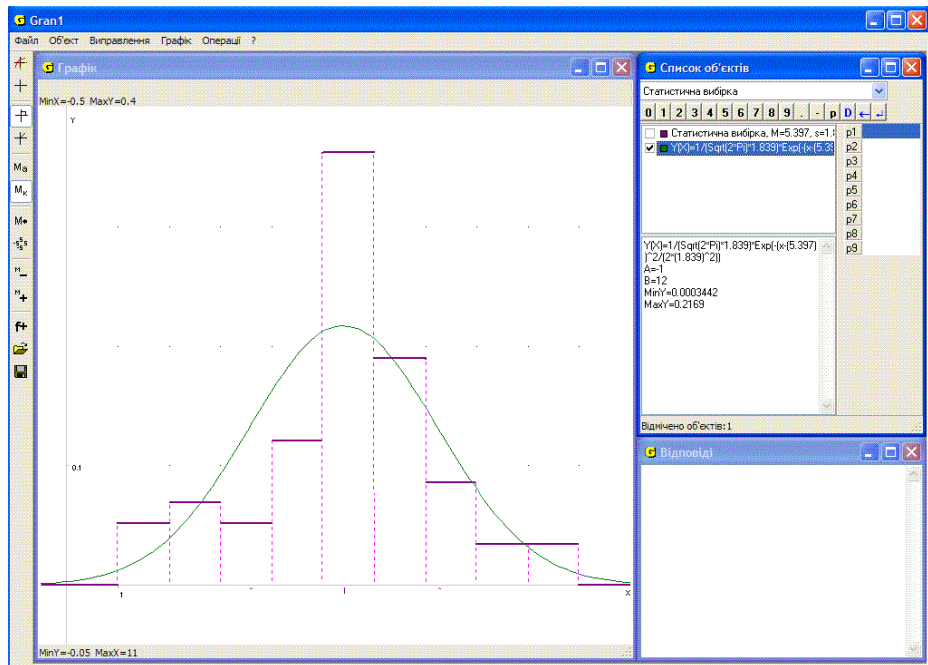 Gran1
Файл Об'єкт Виправлення Графік Операції ?
Графік
MinX=-0.5 MaxY=0.4
Y
0.1
1
X
MinY=-0.05 MaxX=11
Ma
Mк
M
M
M
f+
Список об'єктів
Статистична вибірка
0 1 2 3 4 5 6 7 8 9 . - p D
Статистична вибірка, M=5.397, s=1.8
Y(X)=1/(Sqrt(2*Pi)*1.839)*Exp(-(x-(5.39
p1
p2
p3
p4
p5
p6
p7
p8
p9
Y(X)=1/(Sqrt(2*Pi)*1.839)*Exp(-(x-(5.397)
)^2/(2*(1.839)^2))
A=-1
B=12
MinY=0.0003442
MaxY=0.2169
Відмічено об'єктів:1
Відповіді